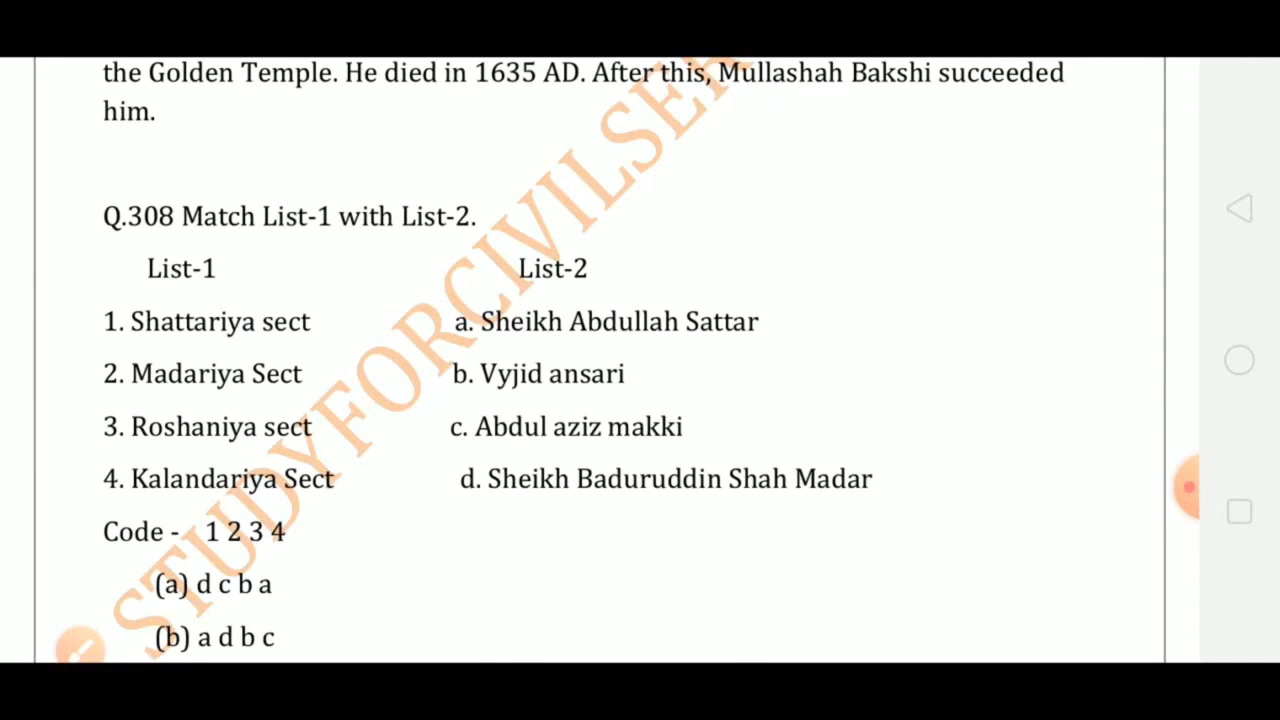 the Golden Temple. He died in 1635 AD. After this, Mullashah Bakshi succeeded
him.
Q.308 Match List-1 with List-2.
List-1 List-2
1. Shattariya sect a. Sheikh Abdullah Sattar
2. Madariya Sect b. Vyjid ansari
3. Roshaniya sect c. Abdul aziz makki
4. Kalandariya Sect d. Sheikh Baduruddin Shah Madar
Code - 1 2 3 4
(a) d c b a
(b) a d b c
STUDYFORCIVILSER